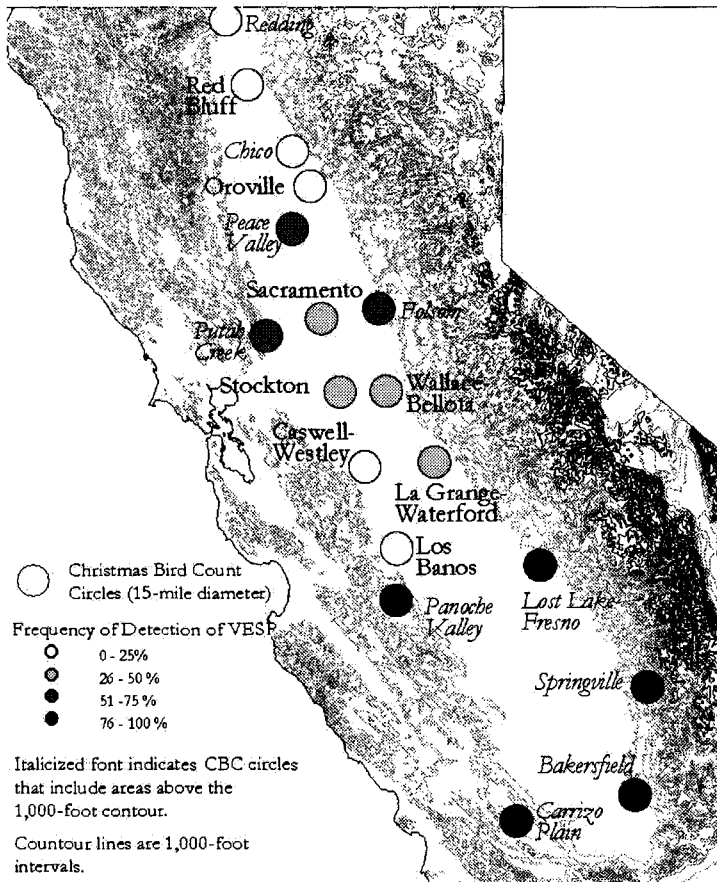 Redding
Red
Bluff
Chico
Oroville
Peace
Valley
Sacramento
Folsom
Putah
Creek
Stockton
Wallace-
Bellota
Caswell-
Westley
La Grange-
Waterford
Los
Banos
Christmas Bird Count
Circles (15-mile diameter)
Panoche
Valley
Lost Lake-
Fresno
Frequency of Detection of VESP
0 - 25%
26 - 50 %
51 -75 %
76 - 100 %
Springville
Italicized font indicates CBC circles
that include areas above the
1,000-foot contour.
Bakersfield
Carrizo
Plain
Countour lines are 1,000-foot
intervals.